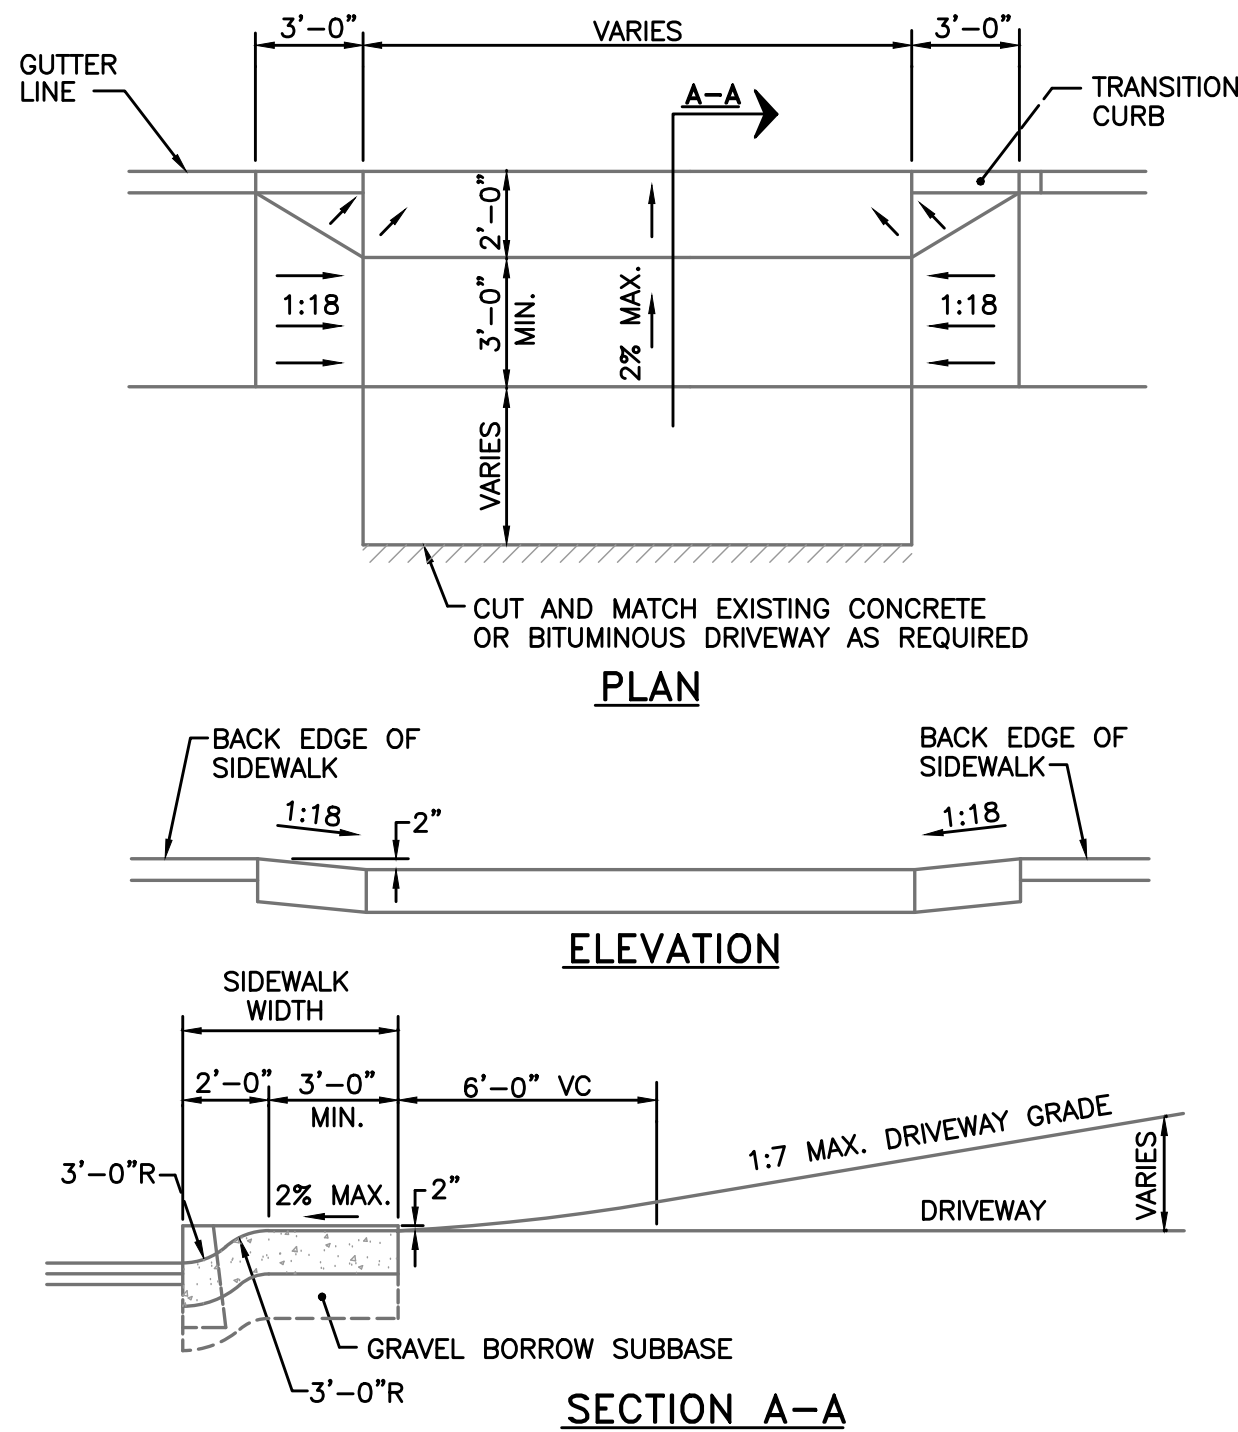 3'-0"
VARIES
3'-0"
GUTTER
LINE
A-A
TRANSITION
CURB
2'-0"
1:18
3'-0"
MIN.
2% MAX.
1:18
VARIES
CUT AND MATCH EXISTING CONCRETE
OR BITUMINOUS DRIVEWAY AS REQUIRED
PLAN
BACK EDGE OF
SIDEWALK
BACK EDGE OF
SIDEWALK
1:18
2"
1:18
ELEVATION
SIDEWALK
WIDTH
2'-0"
3'-0"
MIN.
6'-0" VC
1:7 MAX. DRIVEWAY GRADE
3'-0"R
2% MAX.
2"
DRIVEWAY
VARIES
GRAVEL BORROW SUBBASE
3'-0"R
SECTION A-A